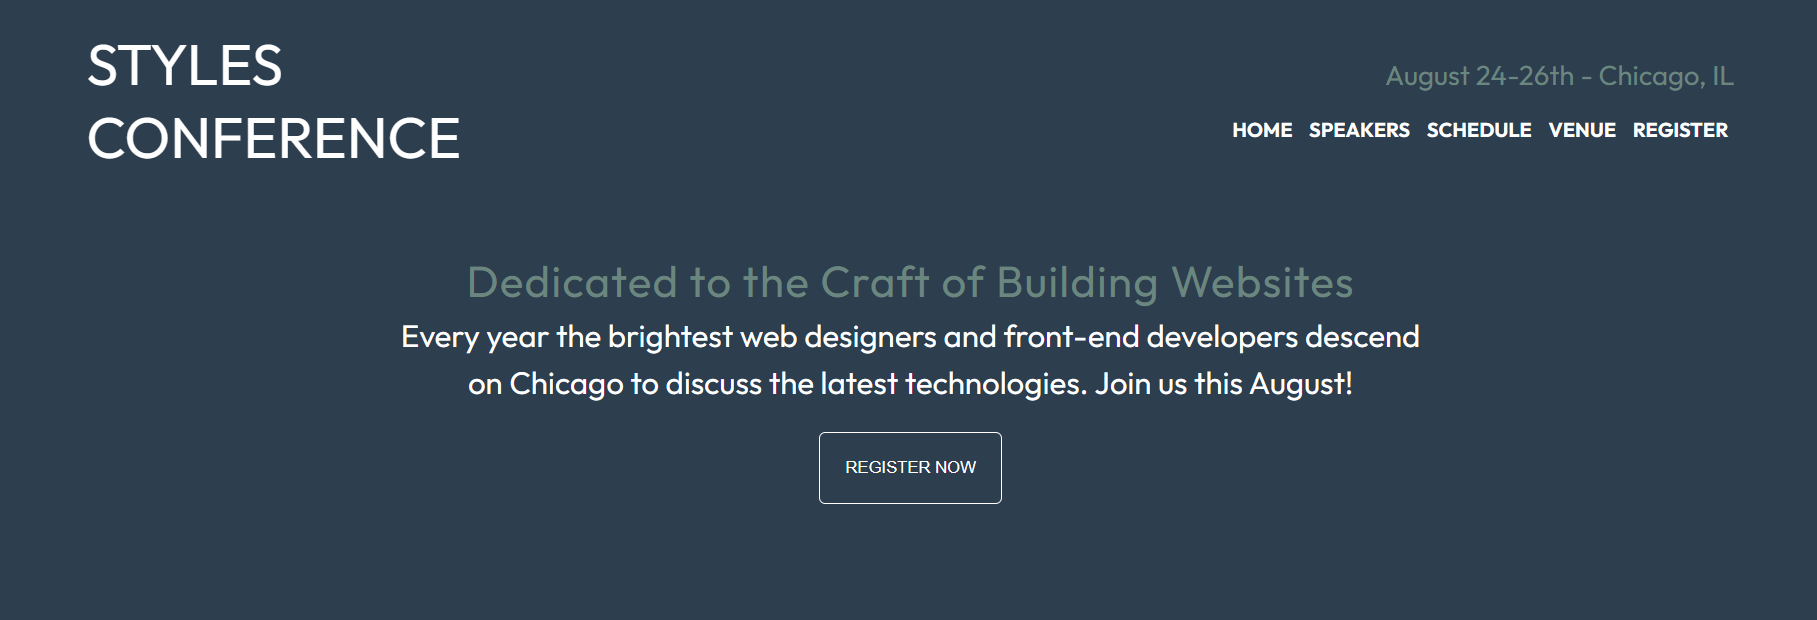 STYLES
CONFERENCE
August 24-26th - Chicago, IL
HOME SPEAKERS SCHEDULE VENUE REGISTER
Dedicated to the Craft of Building Websites
Every year the brightest web designers and front-end developers descend
on Chicago to discuss the latest technologies. Join us this August!
REGISTER NOW